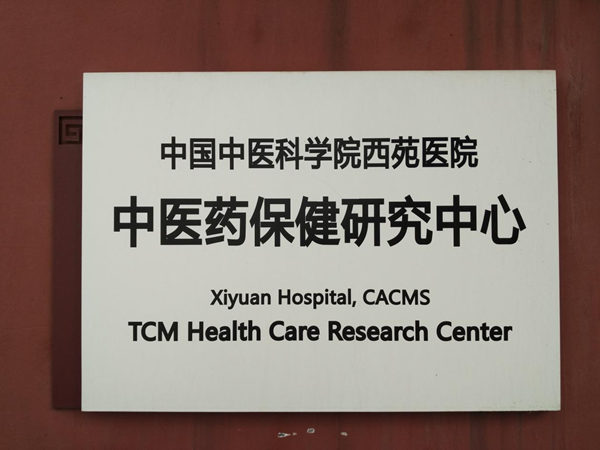 中国中医科学院西苑医院
中医药保健研究中心
Xiyuan Hospital, CACMS
TCM Health Care Research Center